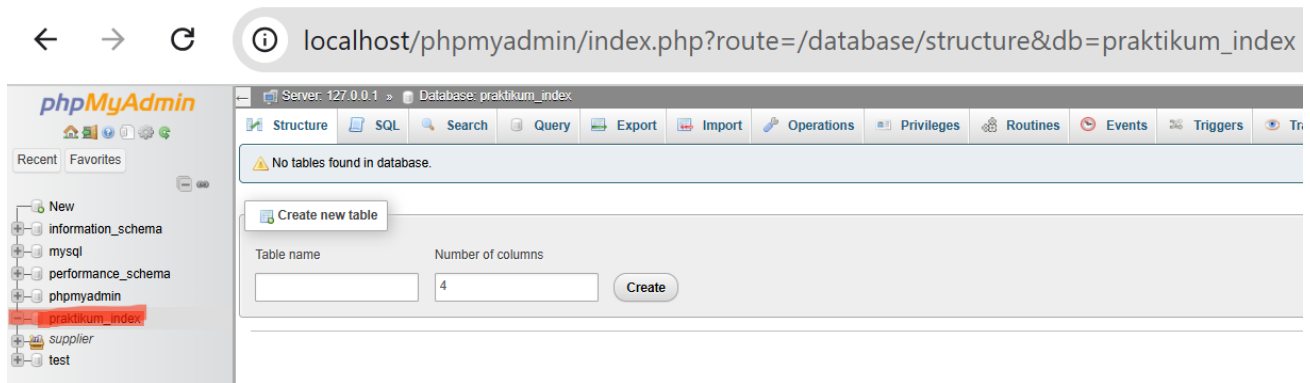 localhost/phpmyadmin/index.php?route=/database/structure&db=praktikum_index
phpMyAdmin
Recent Favorites
New
information_schema
mysql
performance_schema
phpmyadmin
praktikum_index
supplier
test
Server: 127.0.0.1 » Database: praktikum_index
Structure SQL Search Query Export Import Operations Privileges Routines Events Triggers Tra
No tables found in database.
Create new table
Table name Number of columns
4 Create